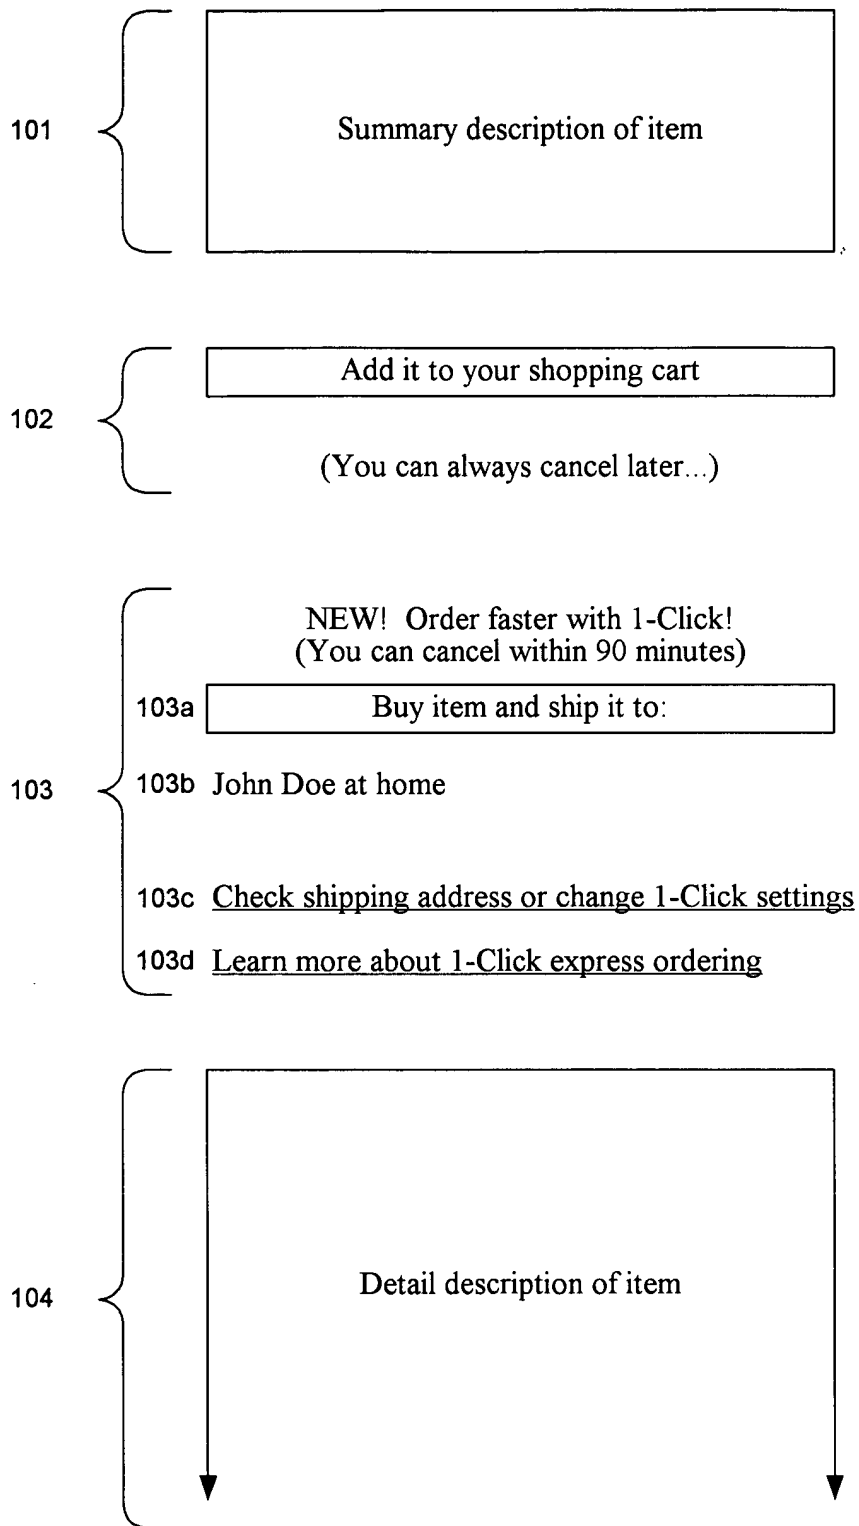 101
Summary description of item
102
Add it to your shopping cart
(You can always cancel later...)
103
NEW! Order faster with 1-Click!
(You can cancel within 90 minutes)
103a Buy item and ship it to:
103b John Doe at home
103c Check shipping address or change 1-Click settings
103d Learn more about 1-Click express ordering
104
Detail description of item